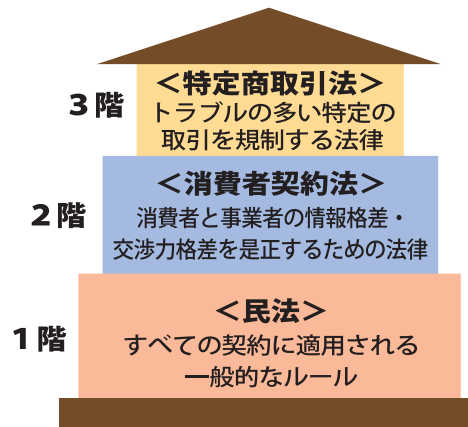 3階
<特定商取引法>
トラブルの多い特定の
取引を規制する法律
2階
<消費者契約法>
消費者と事業者の情報格差・
交渉力格差を是正するための法律
1階
<民法>
すべての契約に適用される
一般的なルール